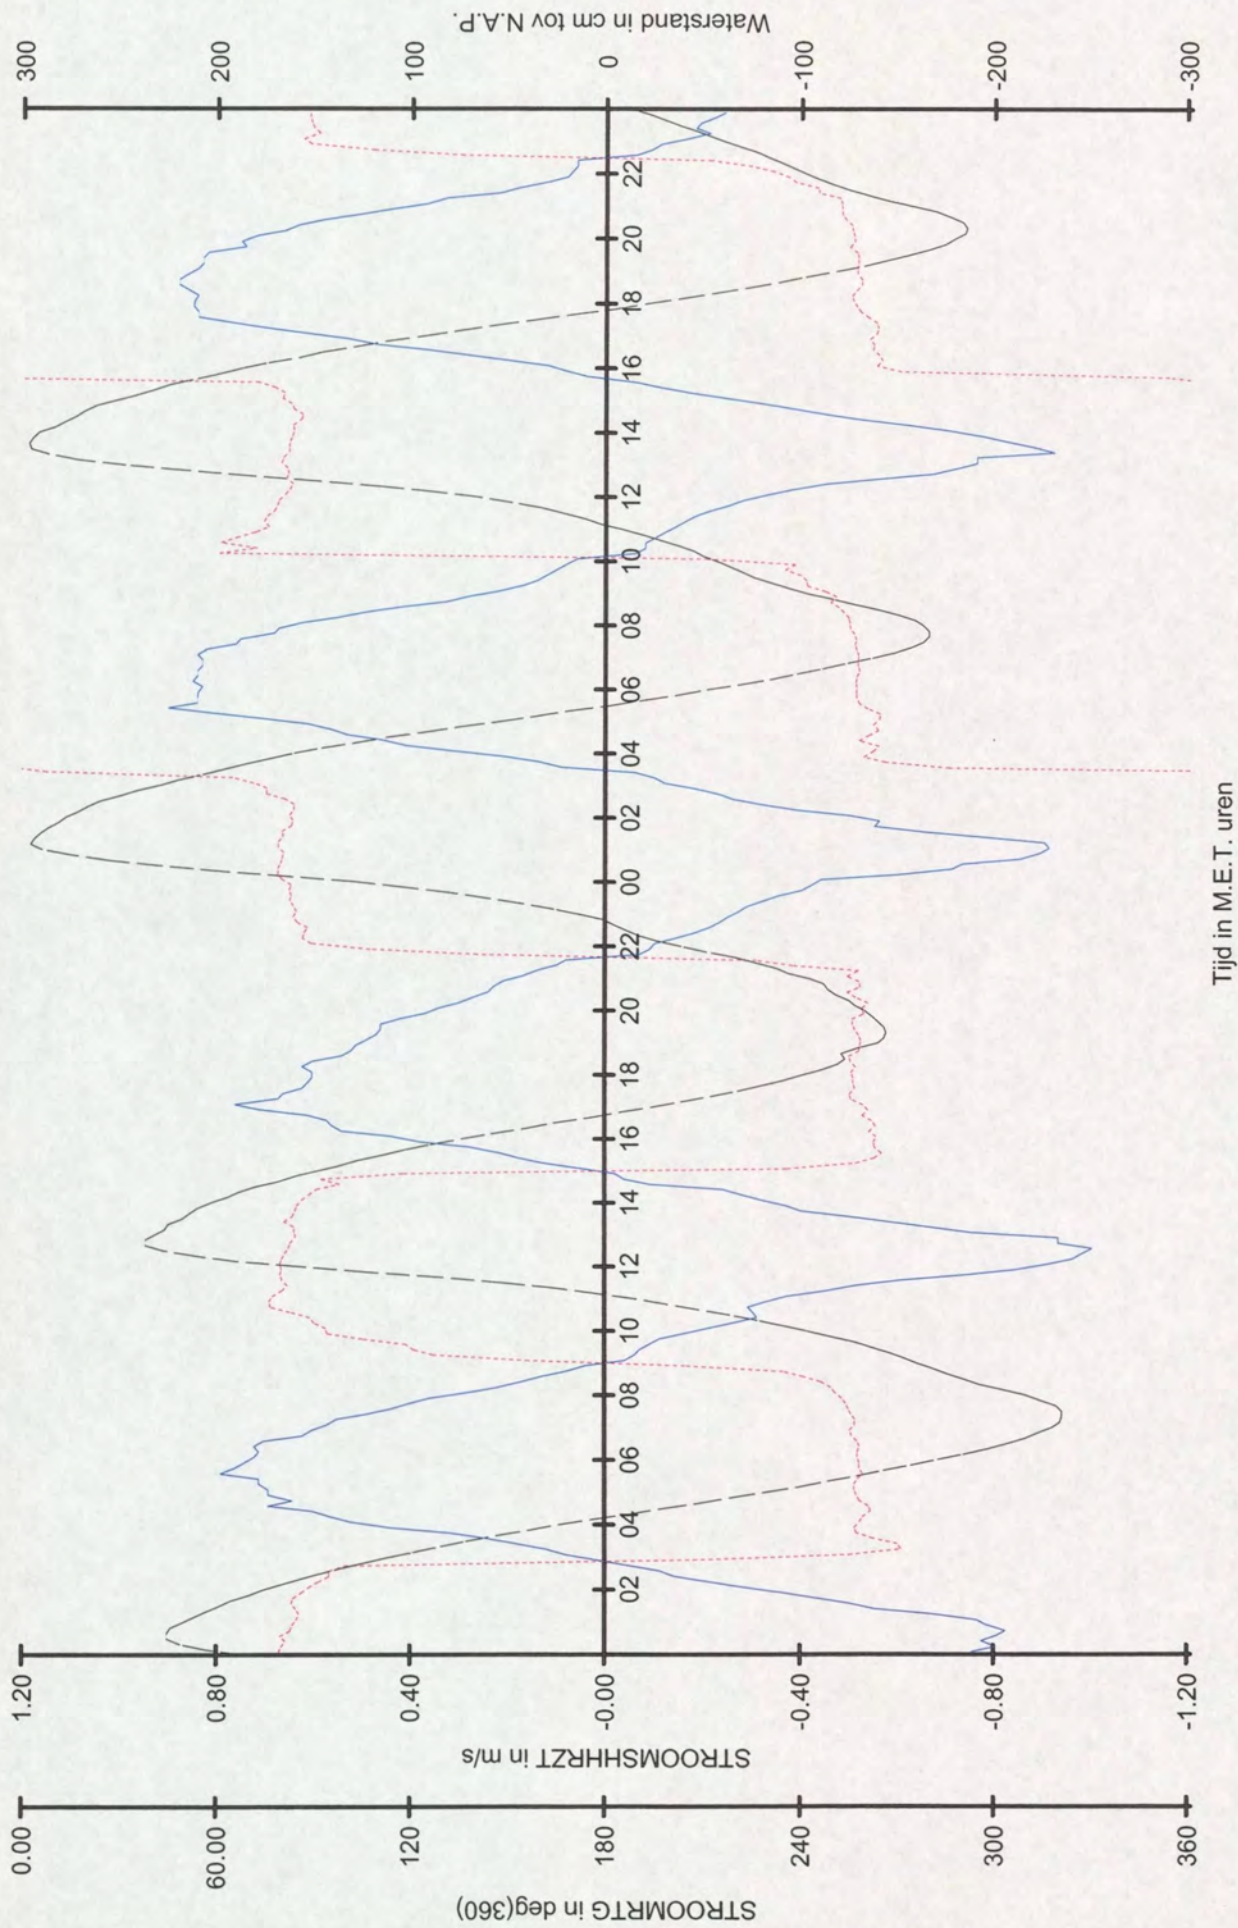 Waterstand in cm tov N.A.P.
300 200 100 0 -100 -200 -300
02 04 06 08 10 12 14 16 18 20 22 00 02 04 06 08 10 12 14 16 18 20 22
Tijd in M.E.T. uren
1.20 0.80 0.40 -0.00 -0.40 -0.80 -1.20
STROOMSHHRZT in m/s
0.00 60.00 120 180 240 300 360
STROOMRTG in deg(360)